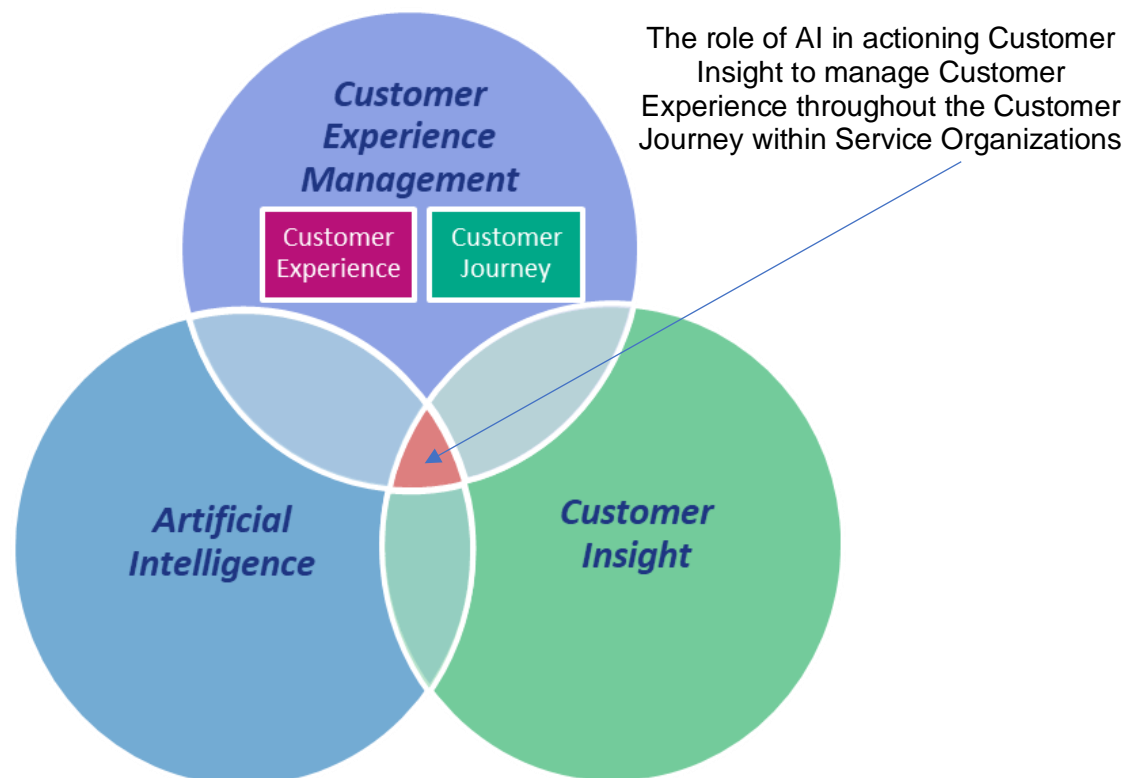 The role of AI in actioning Customer
Insight to manage Customer
Experience throughout the Customer
Journey within Service Organizations
Customer
Experience
Management
Customer
Experience
Customer
Journey
Artificial
Intelligence
Customer
Insight